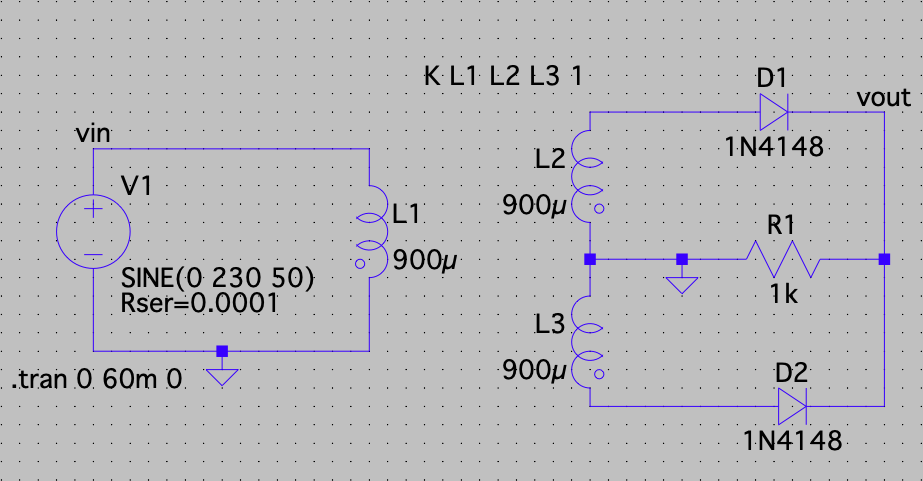 K L1 L2 L3 1
D1
vout
1N4148
vin
V1
L2
900µ
L1
900µ
R1
1k
SINE(0 230 50)
Rser=0.0001
L3
900µ
.tran 0 60m 0
D2
1N4148